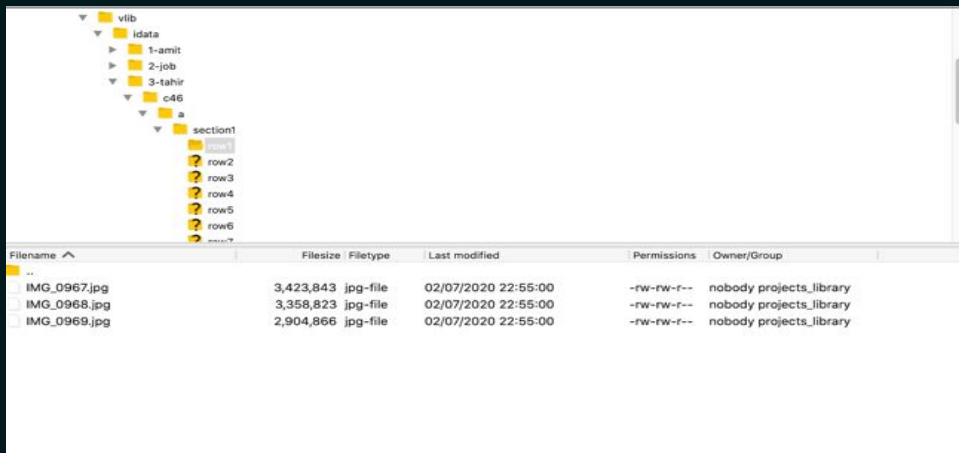 vlib
idata
1-amit
2-job
3-tahir
c46
a
section1
row1
row2
row3
row4
row5
row6
row7
Filename Filesize Filetype Last modified Permissions Owner/Group
..
IMG_0967.jpg 3,423,843 jpg-file 02/07/2020 22:55:00 -rw-rw-r-- nobody projects_library
IMG_0968.jpg 3,358,823 jpg-file 02/07/2020 22:55:00 -rw-rw-r-- nobody projects_library
IMG_0969.jpg 2,904,866 jpg-file 02/07/2020 22:55:00 -rw-rw-r-- nobody projects_library